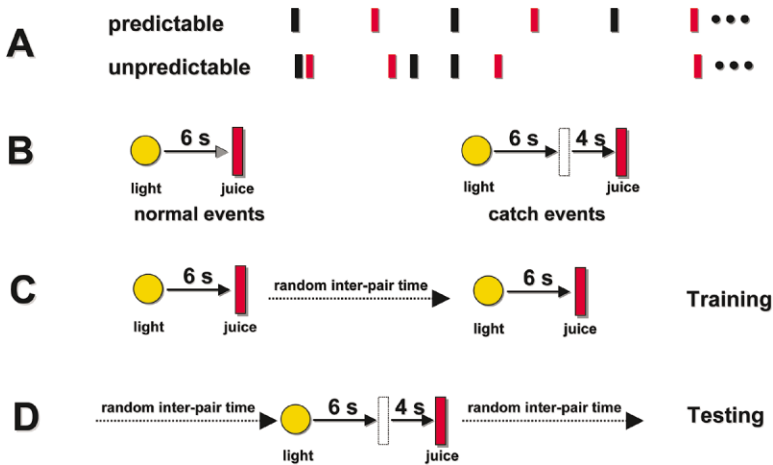 A
predictable
unpredictable
B
6 s
light
juice
normal events
6 s
4 s
light
juice
catch events
C
6 s
light
juice
random inter-pair time
6 s
light
juice
Training
D
random inter-pair time
6 s
4 s
light
juice
random inter-pair time
Testing